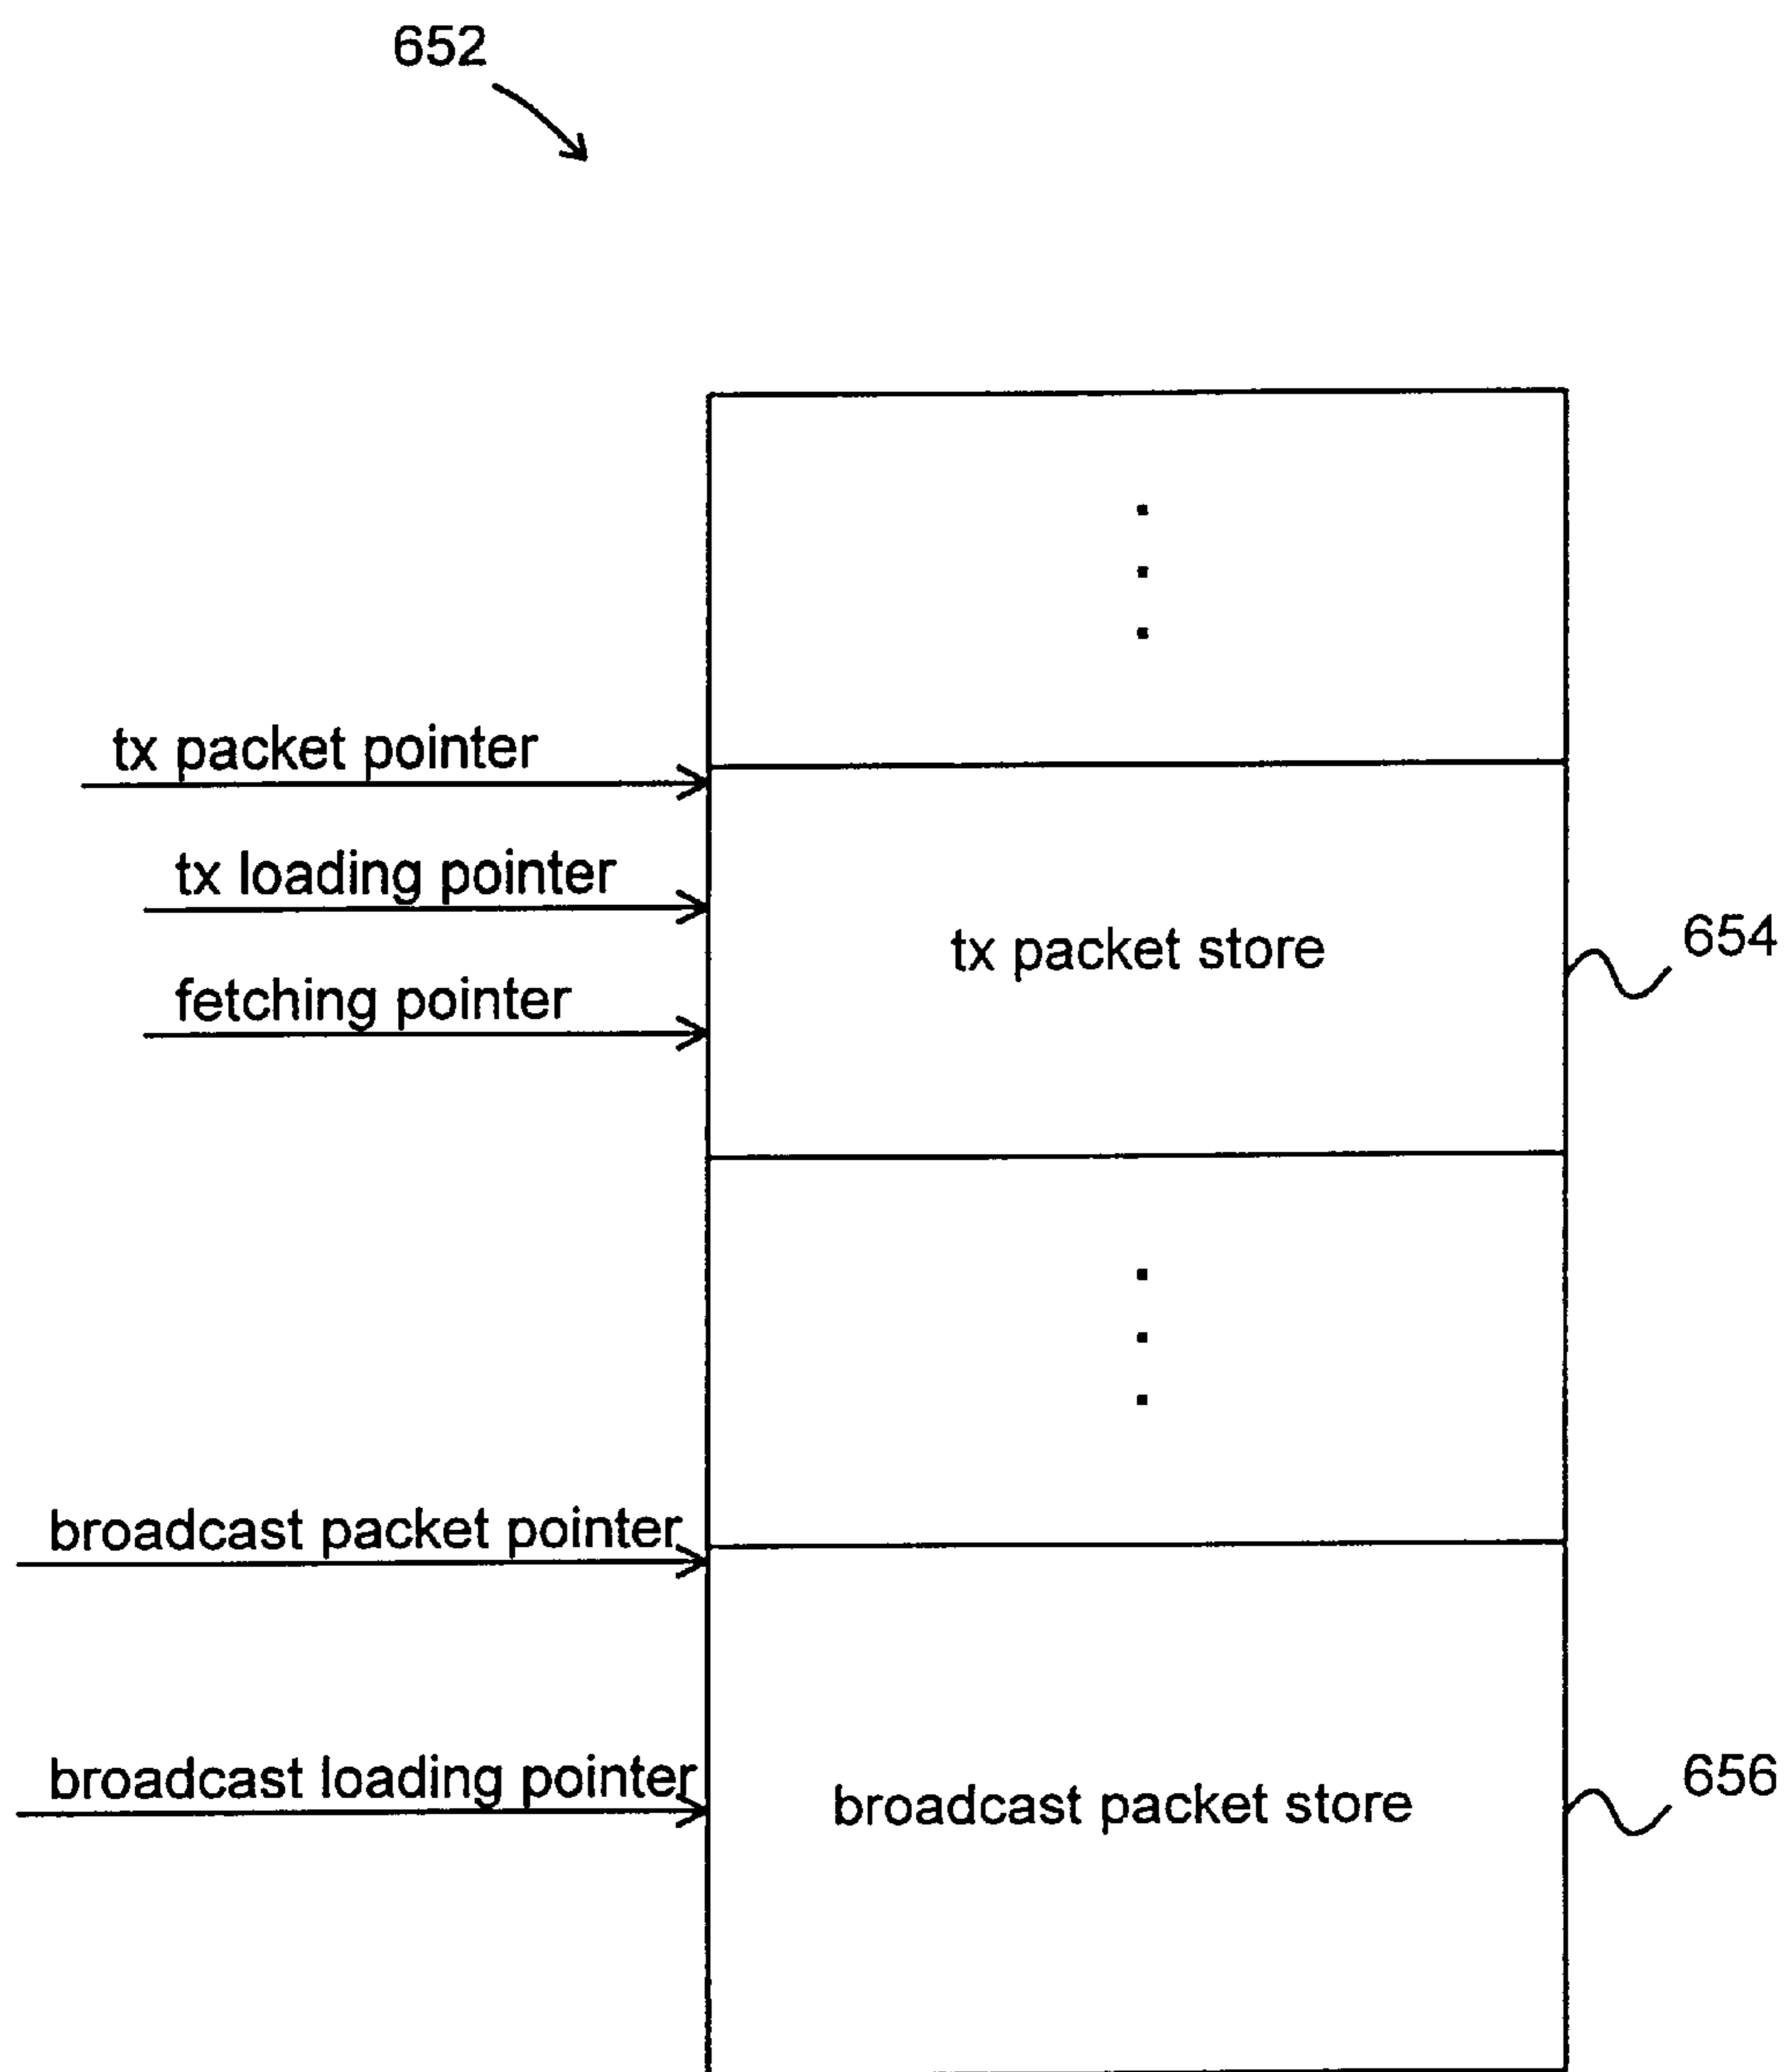 652
tx packet pointer
tx loading pointer
tx packet store
654
fetching pointer
broadcast packet pointer
broadcast loading pointer
broadcast packet store
656